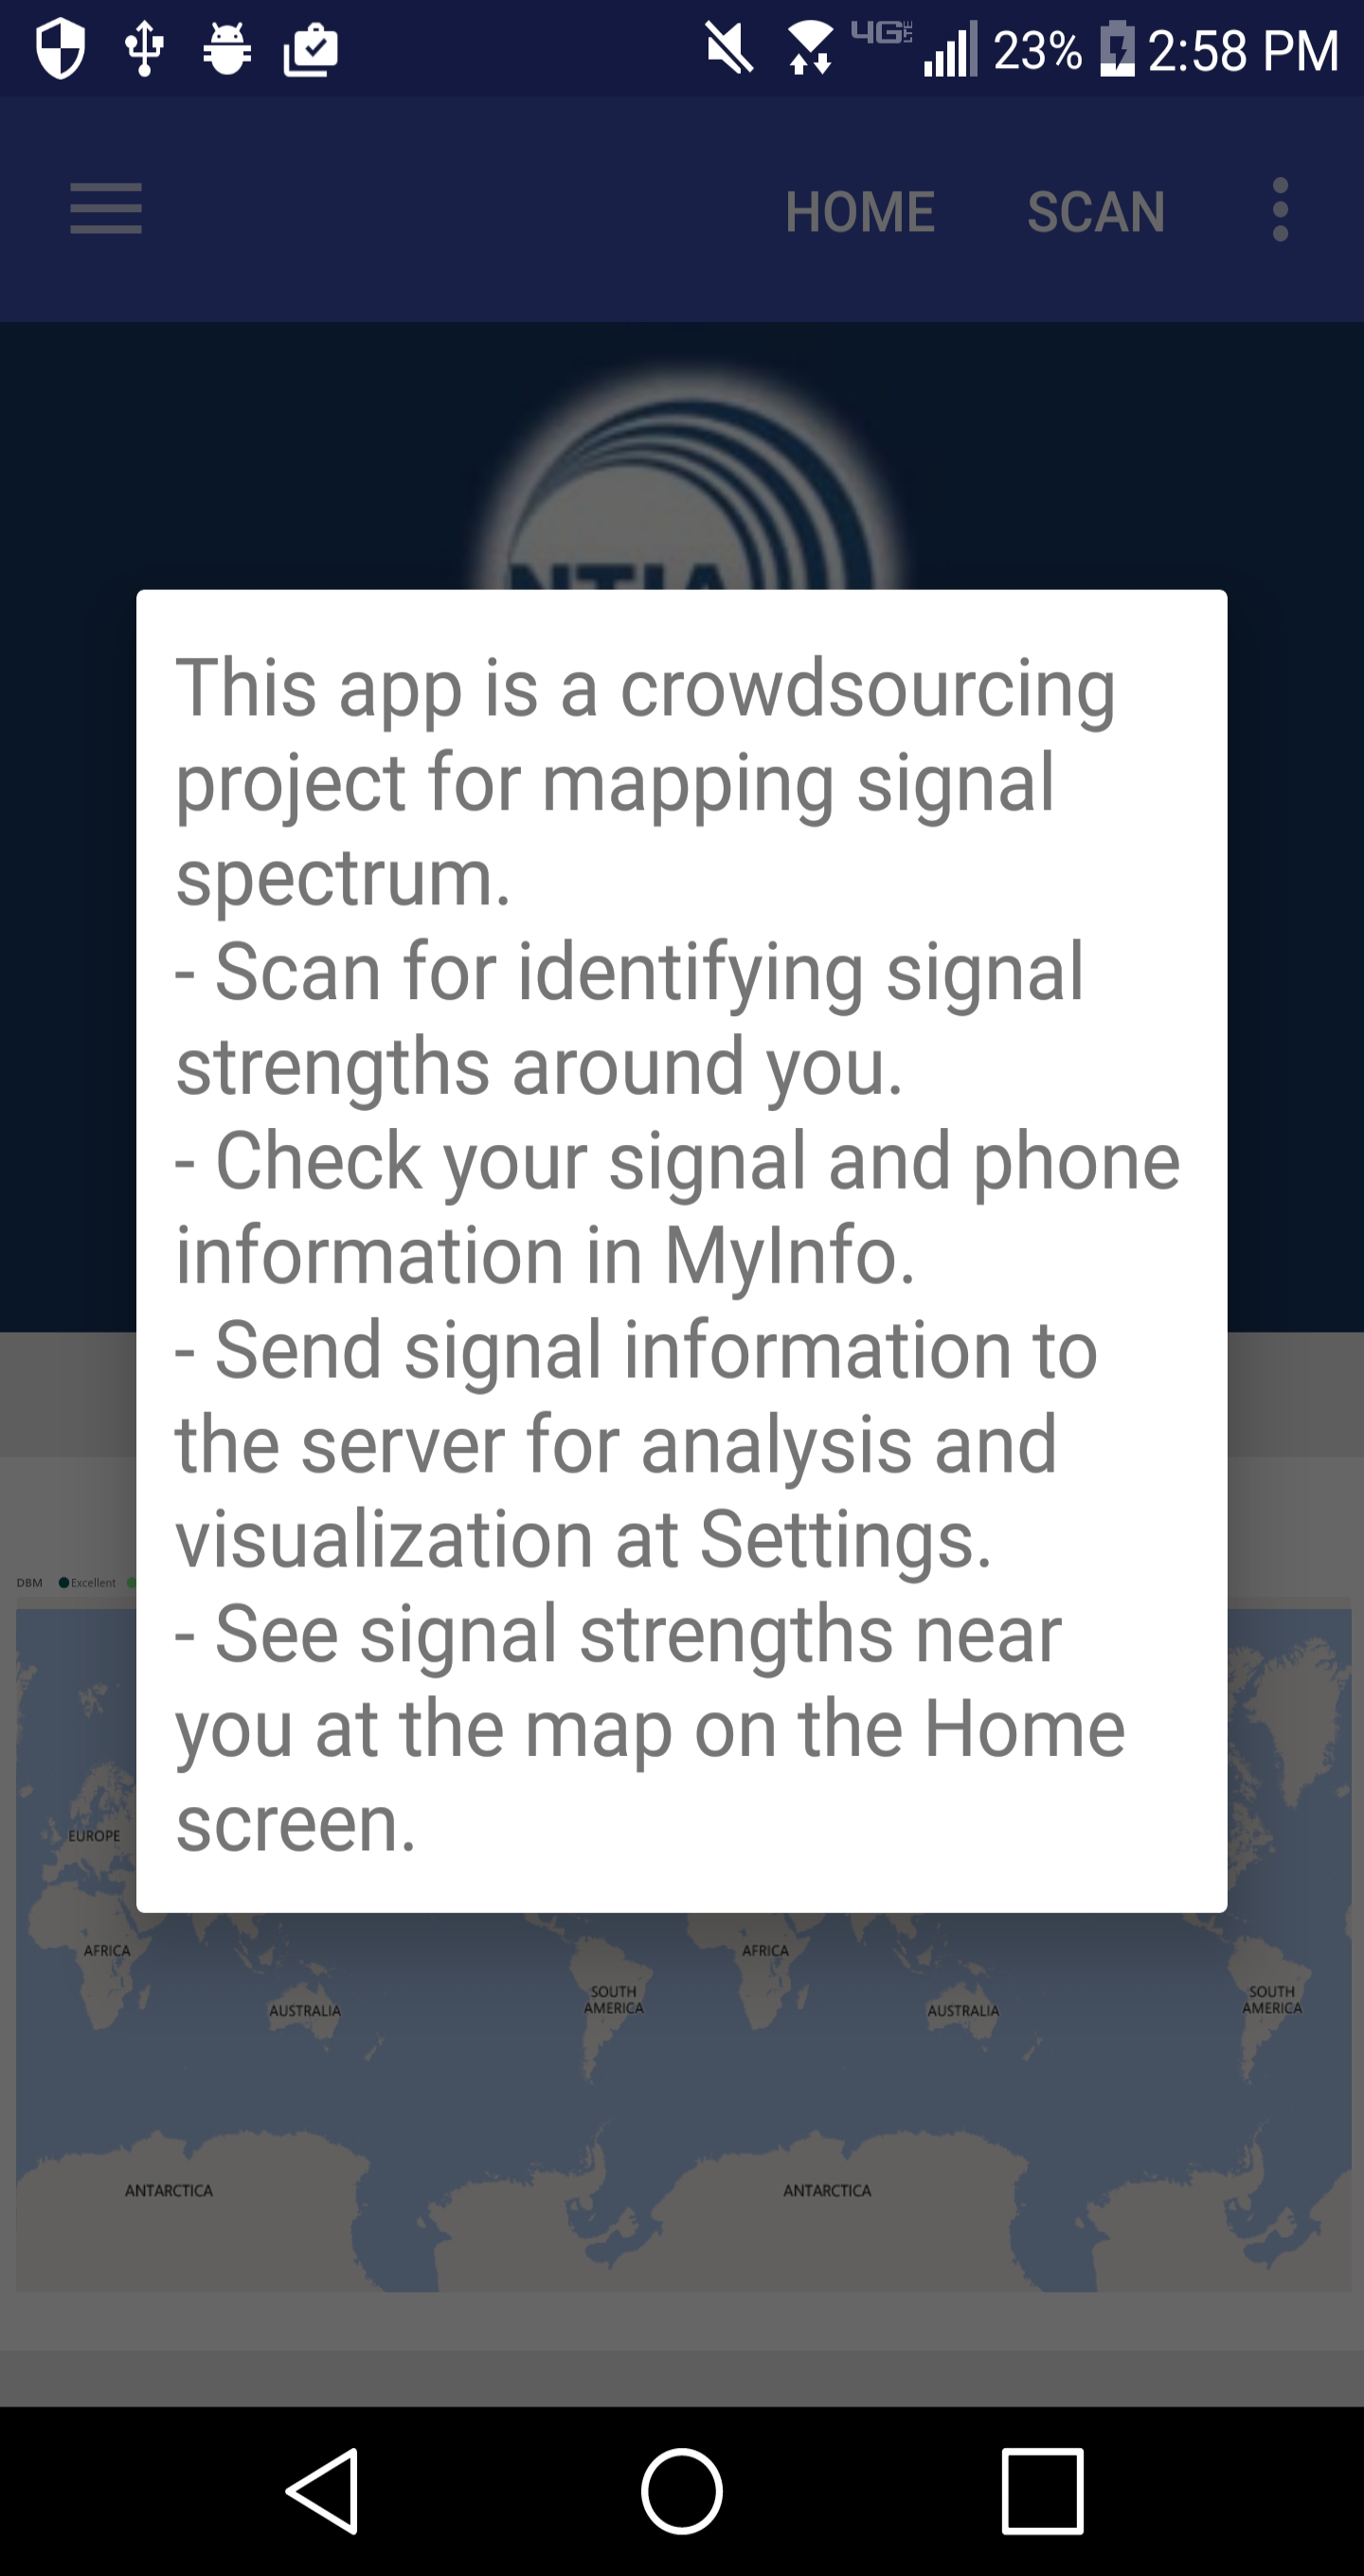 4G LTE 23% 2:58 PM
HOME SCAN
NTIA
This app is a crowdsourcing
project for mapping signal
spectrum.
- Scan for identifying signal
strengths around you.
- Check your signal and phone
information in MyInfo.
- Send signal information to
the server for analysis and
visualization at Settings.
- See signal strengths near
you at the map on the Home
screen.
DBM Excellent
EUROPE
AFRICA AFRICA
AUSTRALIA SOUTH AMERICA AUSTRALIA SOUTH AMERICA
ANTARCTICA ANTARCTICA